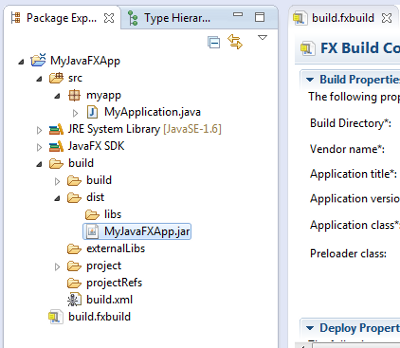 Package Exp...
Type Hierar...
MyJavaFXApp
src
myapp
MyApplication.java
JRE System Library [JavaSE-1.6]
JavaFX SDK
build
build
dist
libs
MyJavaFXApp.jar
externalLibs
project
projectRefs
build.xml
build.fxbuild
build.fxbuild
FX Build Co
Build Propertie
The following prop
Build Directory*:
Vendor name*:
Application title*:
Application versio
Application class*:
Preloader class:
Deploy Propert